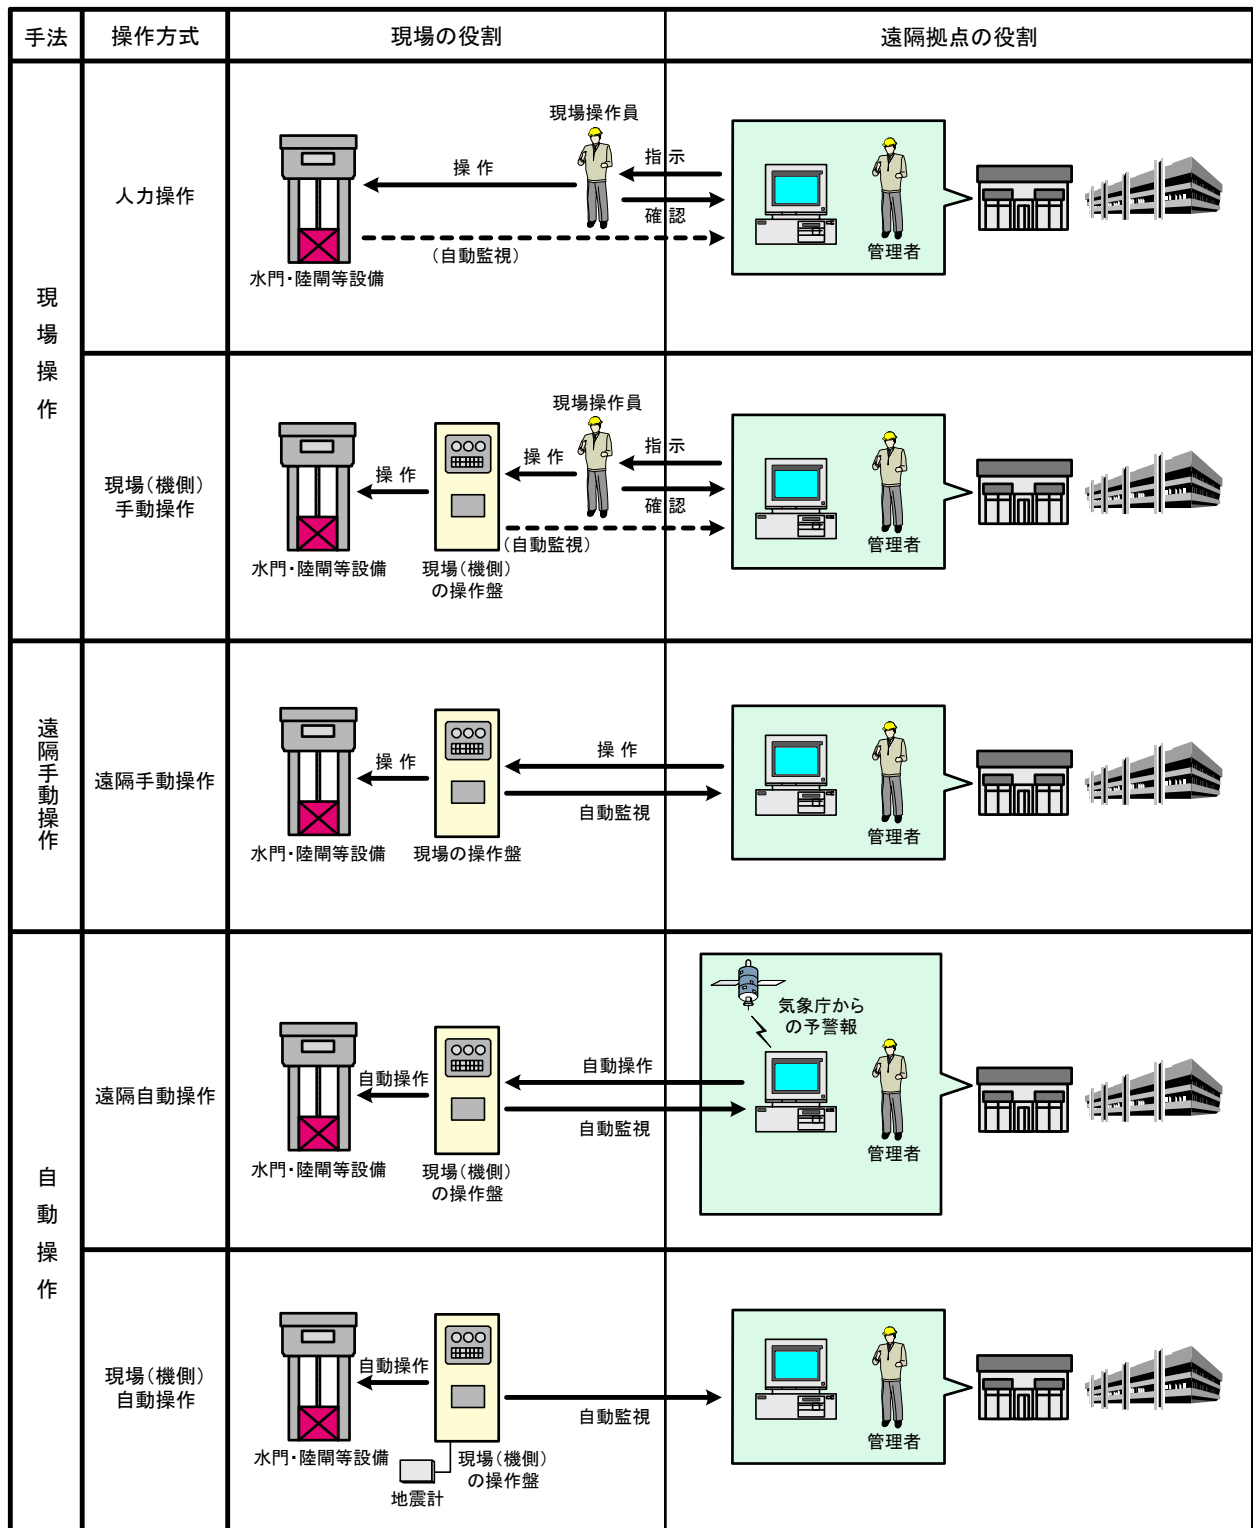 手法
操作方式
現場の役割
遠隔拠点の役割
現場操作
人力操作
現場操作員
操作
指示
確認
(自動監視)
水門・陸閘等設備
管理者
現場(機側)
手動操作
現場操作員
操作
操作
指示
確認
(自動監視)
水門・陸閘等設備
現場(機側)
の操作盤
管理者
遠隔手動操作
遠隔手動操作
操作
操作
自動監視
水門・陸閘等設備
現場の操作盤
管理者
自動操作
遠隔自動操作
気象庁から
の予警報
自動操作
自動操作
自動監視
水門・陸閘等設備
現場(機側)
の操作盤
管理者
現場(機側)
自動操作
自動操作
自動監視
水門・陸閘等設備
現場(機側)
の操作盤
地震計
管理者